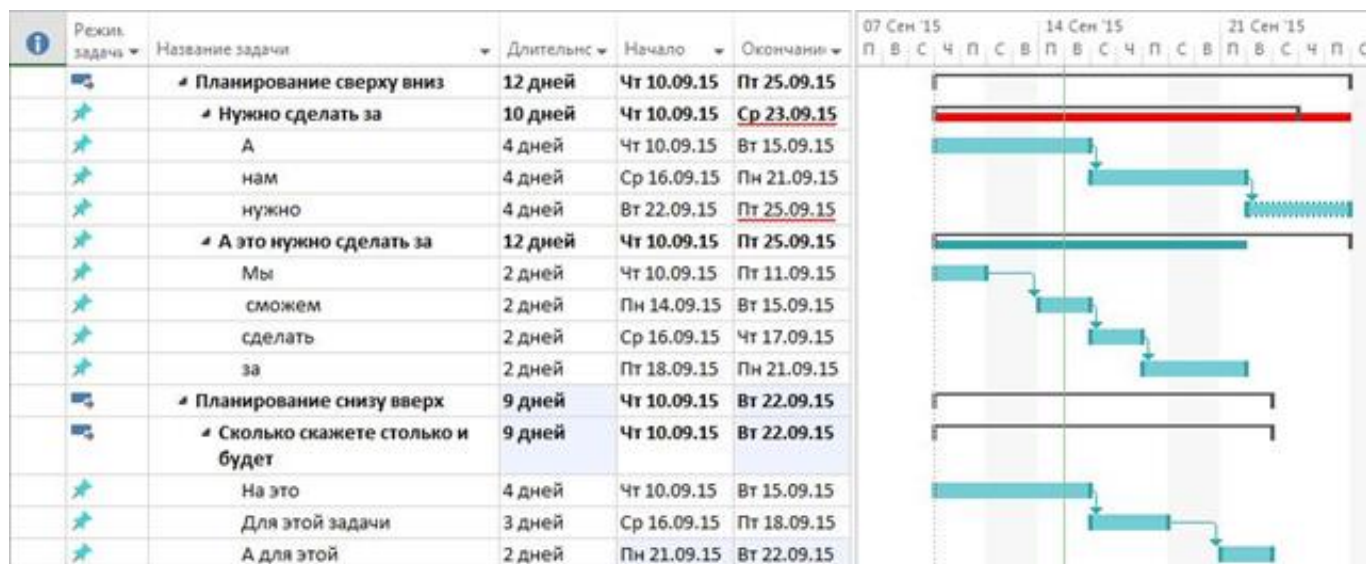 07 Сен '15 14 Сен '15 21 Сен '15
Режим
задачи Название задачи Длительнс Начало Окончани П В С Ч П С В П В С Ч П С В П В С Ч П С
Планирование сверху вниз 12 дней Чт 10.09.15 Пт 25.09.15
Нужно сделать за 10 дней Чт 10.09.15 Ср 23.09.15
А 4 дней Чт 10.09.15 Вт 15.09.15
нам 4 дней Ср 16.09.15 Пн 21.09.15
нужно 4 дней Вт 22.09.15 Пт 25.09.15
А это нужно сделать за 12 дней Чт 10.09.15 Пт 25.09.15
Мы 2 дней Чт 10.09.15 Пт 11.09.15
сможем 2 дней Пн 14.09.15 Вт 15.09.15
сделать 2 дней Ср 16.09.15 Чт 17.09.15
за 2 дней Пт 18.09.15 Пн 21.09.15
Планирование снизу вверх 9 дней Чт 10.09.15 Вт 22.09.15
Сколько скажете столько и 9 дней Чт 10.09.15 Вт 22.09.15
будет
На это 4 дней Чт 10.09.15 Вт 15.09.15
Для этой задачи 3 дней Ср 16.09.15 Пт 18.09.15
А для этой 2 дней Пн 21.09.15 Вт 22.09.15